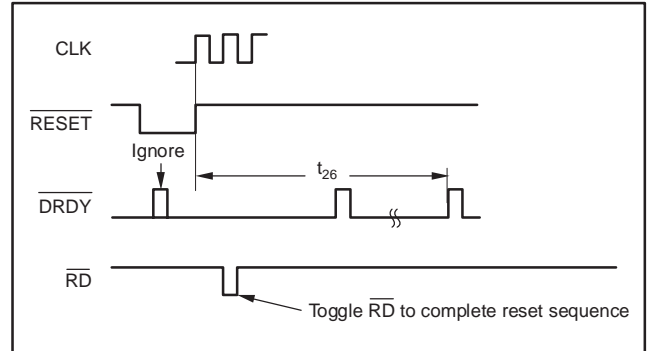 CLK
RESET
Ignore
t26
DRDY
RD
Toggle RD to complete reset sequence